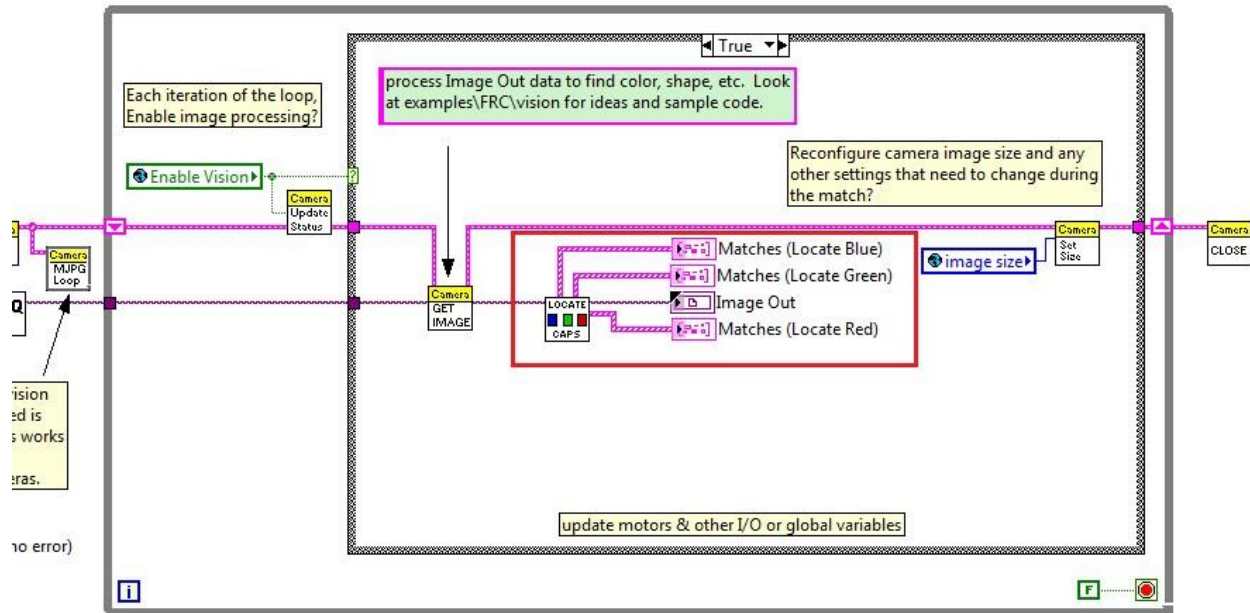 True
process Image Out data to find color, shape, etc.  Look
at examples\FRC\vision for ideas and sample code.
Each iteration of the loop,
Enable image processing?
Reconfigure camera image size and any
other settings that need to change during
the match?
Enable Vision
?
Camera
Update
Status
Camera
MJPG
Loop
Q
Camera
GET
IMAGE
LOCATE
CAPS
Matches (Locate Blue)
Matches (Locate Green)
Image Out
Matches (Locate Red)
image size
Camera
Set
Size
Camera
CLOSE
ed is
s works
update motors & other I/O or global variables
no error)
i
F